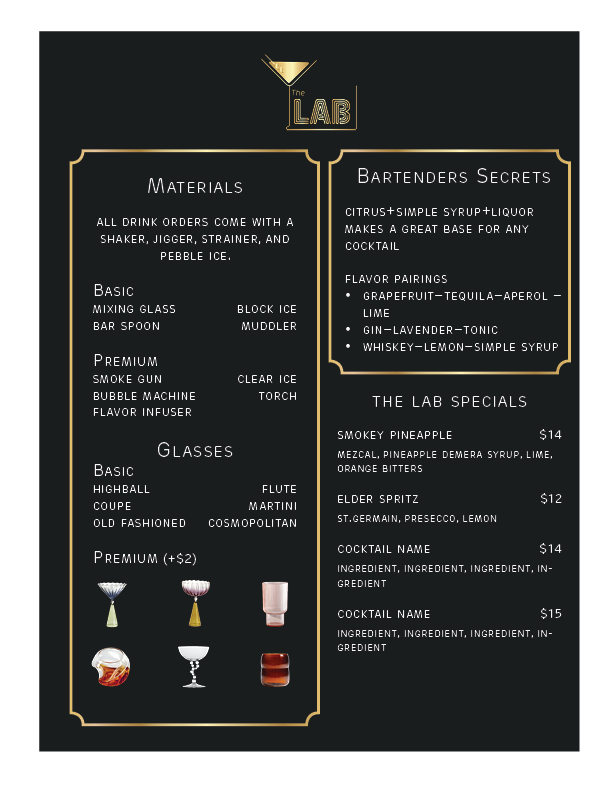 The
LAB
Materials
all drink orders come with a
shaker, jigger, strainer, and
pebble ice.
Basic
mixing glass block ice
bar spoon muddler
Premium
smoke gun clear ice
bubble machine torch
flavor infuser
Glasses
Basic
highball flute
coupe martini
old fashioned cosmopolitan
Premium (+$2)
Bartenders Secrets
citrus+simple syrup+liquor
makes a great base for any
cocktail
flavor pairings
• grapefruit–tequila–aperol –
lime
• gin–lavender–tonic
• whiskey–lemon–simple syrup
the lab specials
smokey pineapple $14
mezcal, pineapple demera syrup, lime,
orange bitters
elder spritz $12
st.germain, presecco, lemon
cocktail name $14
ingredient, ingredient, ingredient, in-
gredient
cocktail name $15
ingredient, ingredient, ingredient, in-
gredient